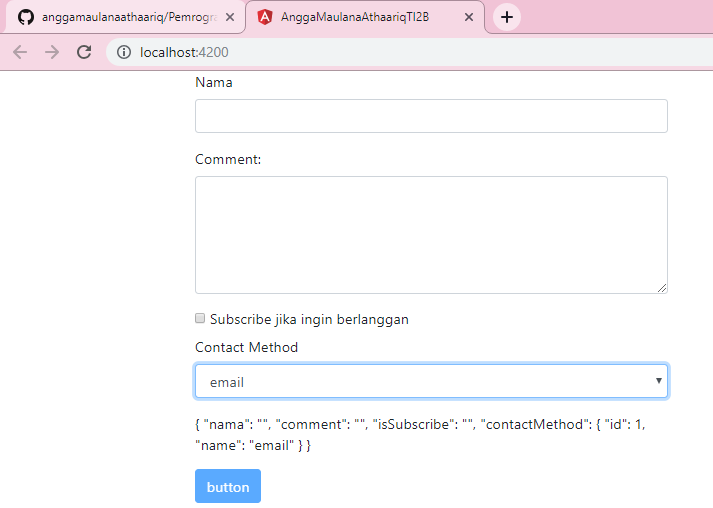 anggamaulanaathaariq/Pemrogra
AnggaMaulanaAthaariqTI2B
localhost:4200
Nama
Comment:
Subscribe jika ingin berlanggan
Contact Method
email
{ "nama": "", "comment": "", "isSubscribe": "", "contactMethod": { "id": 1,
"name": "email" } }
button